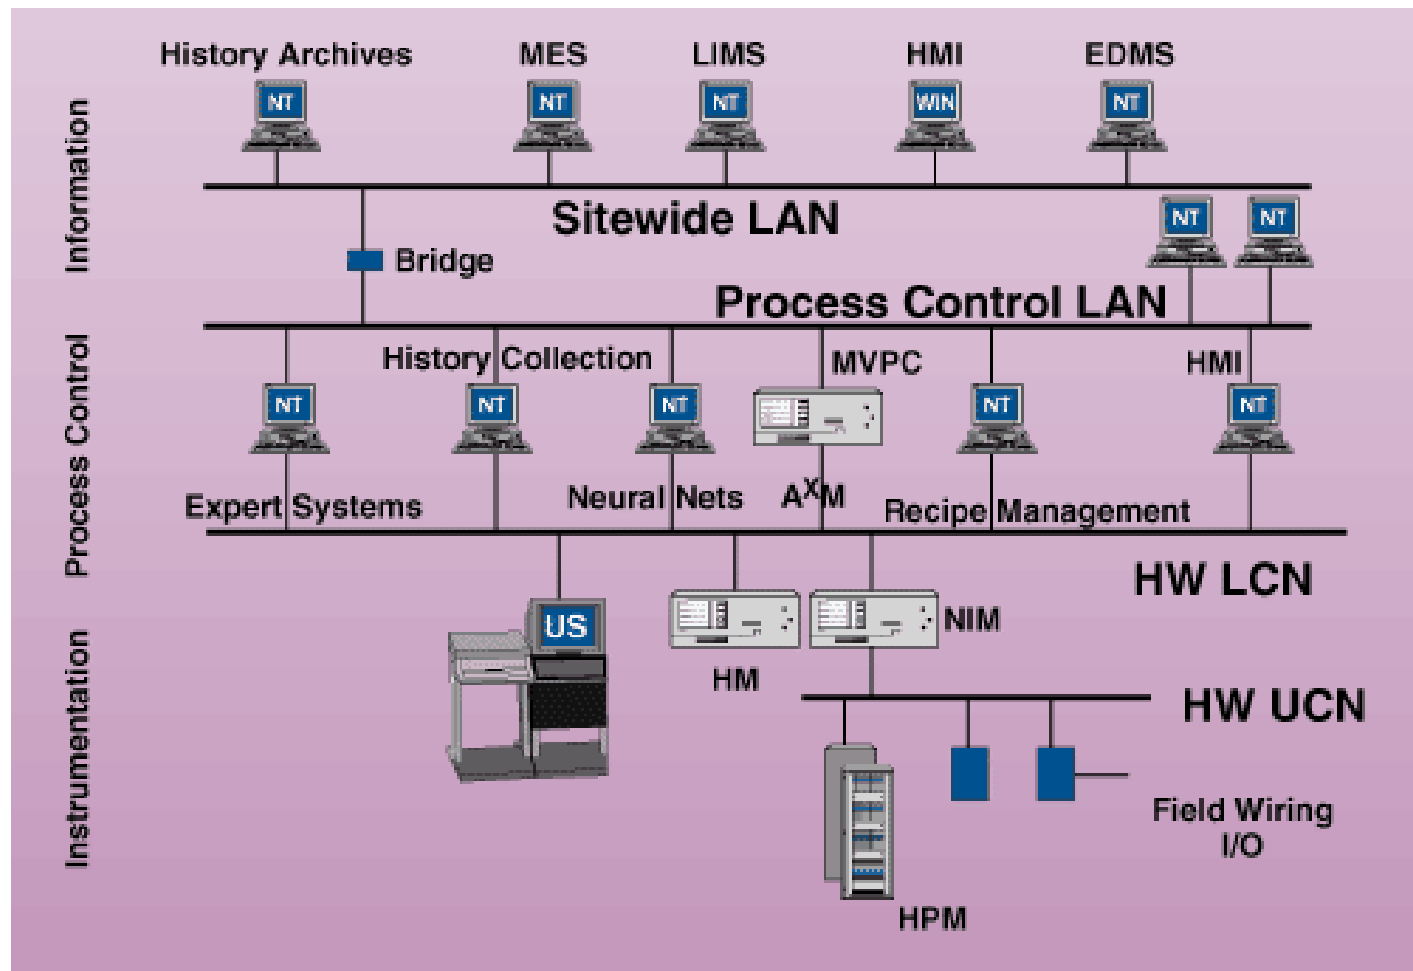 History Archives
MES
LIMS
HMI
EDMS
NT
NT
NT
WIN
NT
Information
Sitewide LAN
NT
NT
Bridge
Process Control LAN
History Collection
MVPC
HMI
Process Control
NT
NT
NT
NT
NT
Expert Systems
Neural Nets
AXM
Recipe Management
HW LCN
US
NIM
HM
Instrumentation
HW UCN
Field Wiring
I/O
HPM